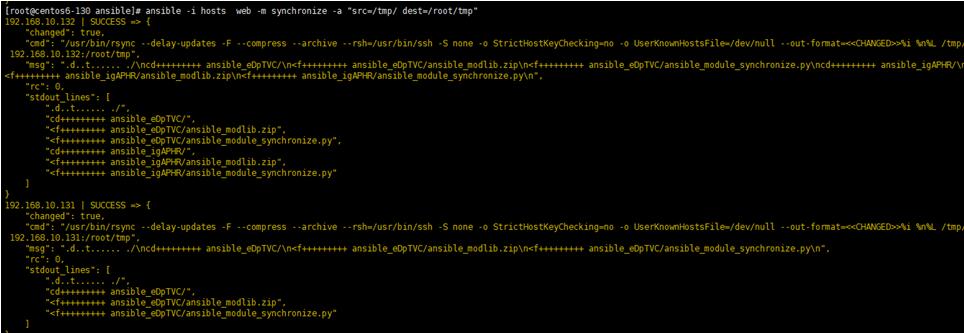 [root@centos6-130 ansible]# ansible -i hosts  web -m synchronize -a "src=/tmp/ dest=/root/tmp"
192.168.10.132 | SUCCESS => {
    "changed": true,
    "cmd": "/usr/bin/rsync --delay-updates -F --compress --archive --rsh=/usr/bin/ssh -S none -o StrictHostKeyChecking=no -o UserKnownHostsFile=/dev/null --out-format=<<CHANGED>>%i %n%L /tmp/
 192.168.10.132:/root/tmp",
    "msg": ".d..t...... ./\ncd+++++++++ ansible_eDpTVC/\n<f+++++++++ ansible_eDpTVC/ansible_modlib.zip\n<f+++++++++ ansible_eDpTVC/ansible_module_synchronize.py\ncd+++++++++ ansible_igAPHR/\n
<f+++++++++ ansible_igAPHR/ansible_modlib.zip\n<f+++++++++ ansible_igAPHR/ansible_module_synchronize.py\n",
    "rc": 0,
    "stdout_lines": [
        ".d..t...... ./",
        "cd+++++++++ ansible_eDpTVC/",
        "<f+++++++++ ansible_eDpTVC/ansible_modlib.zip",
        "<f+++++++++ ansible_eDpTVC/ansible_module_synchronize.py",
        "cd+++++++++ ansible_igAPHR/",
        "<f+++++++++ ansible_igAPHR/ansible_modlib.zip",
        "<f+++++++++ ansible_igAPHR/ansible_module_synchronize.py"
    ]
}
192.168.10.131 | SUCCESS => {
    "changed": true,
    "cmd": "/usr/bin/rsync --delay-updates -F --compress --archive --rsh=/usr/bin/ssh -S none -o StrictHostKeyChecking=no -o UserKnownHostsFile=/dev/null --out-format=<<CHANGED>>%i %n%L /tmp/
 192.168.10.131:/root/tmp",
    "msg": ".d..t...... ./\ncd+++++++++ ansible_eDpTVC/\n<f+++++++++ ansible_eDpTVC/ansible_modlib.zip\n<f+++++++++ ansible_eDpTVC/ansible_module_synchronize.py\n",
    "rc": 0,
    "stdout_lines": [
        ".d..t...... ./",
        "cd+++++++++ ansible_eDpTVC/",
        "<f+++++++++ ansible_eDpTVC/ansible_modlib.zip",
        "<f+++++++++ ansible_eDpTVC/ansible_module_synchronize.py"
    ]
}